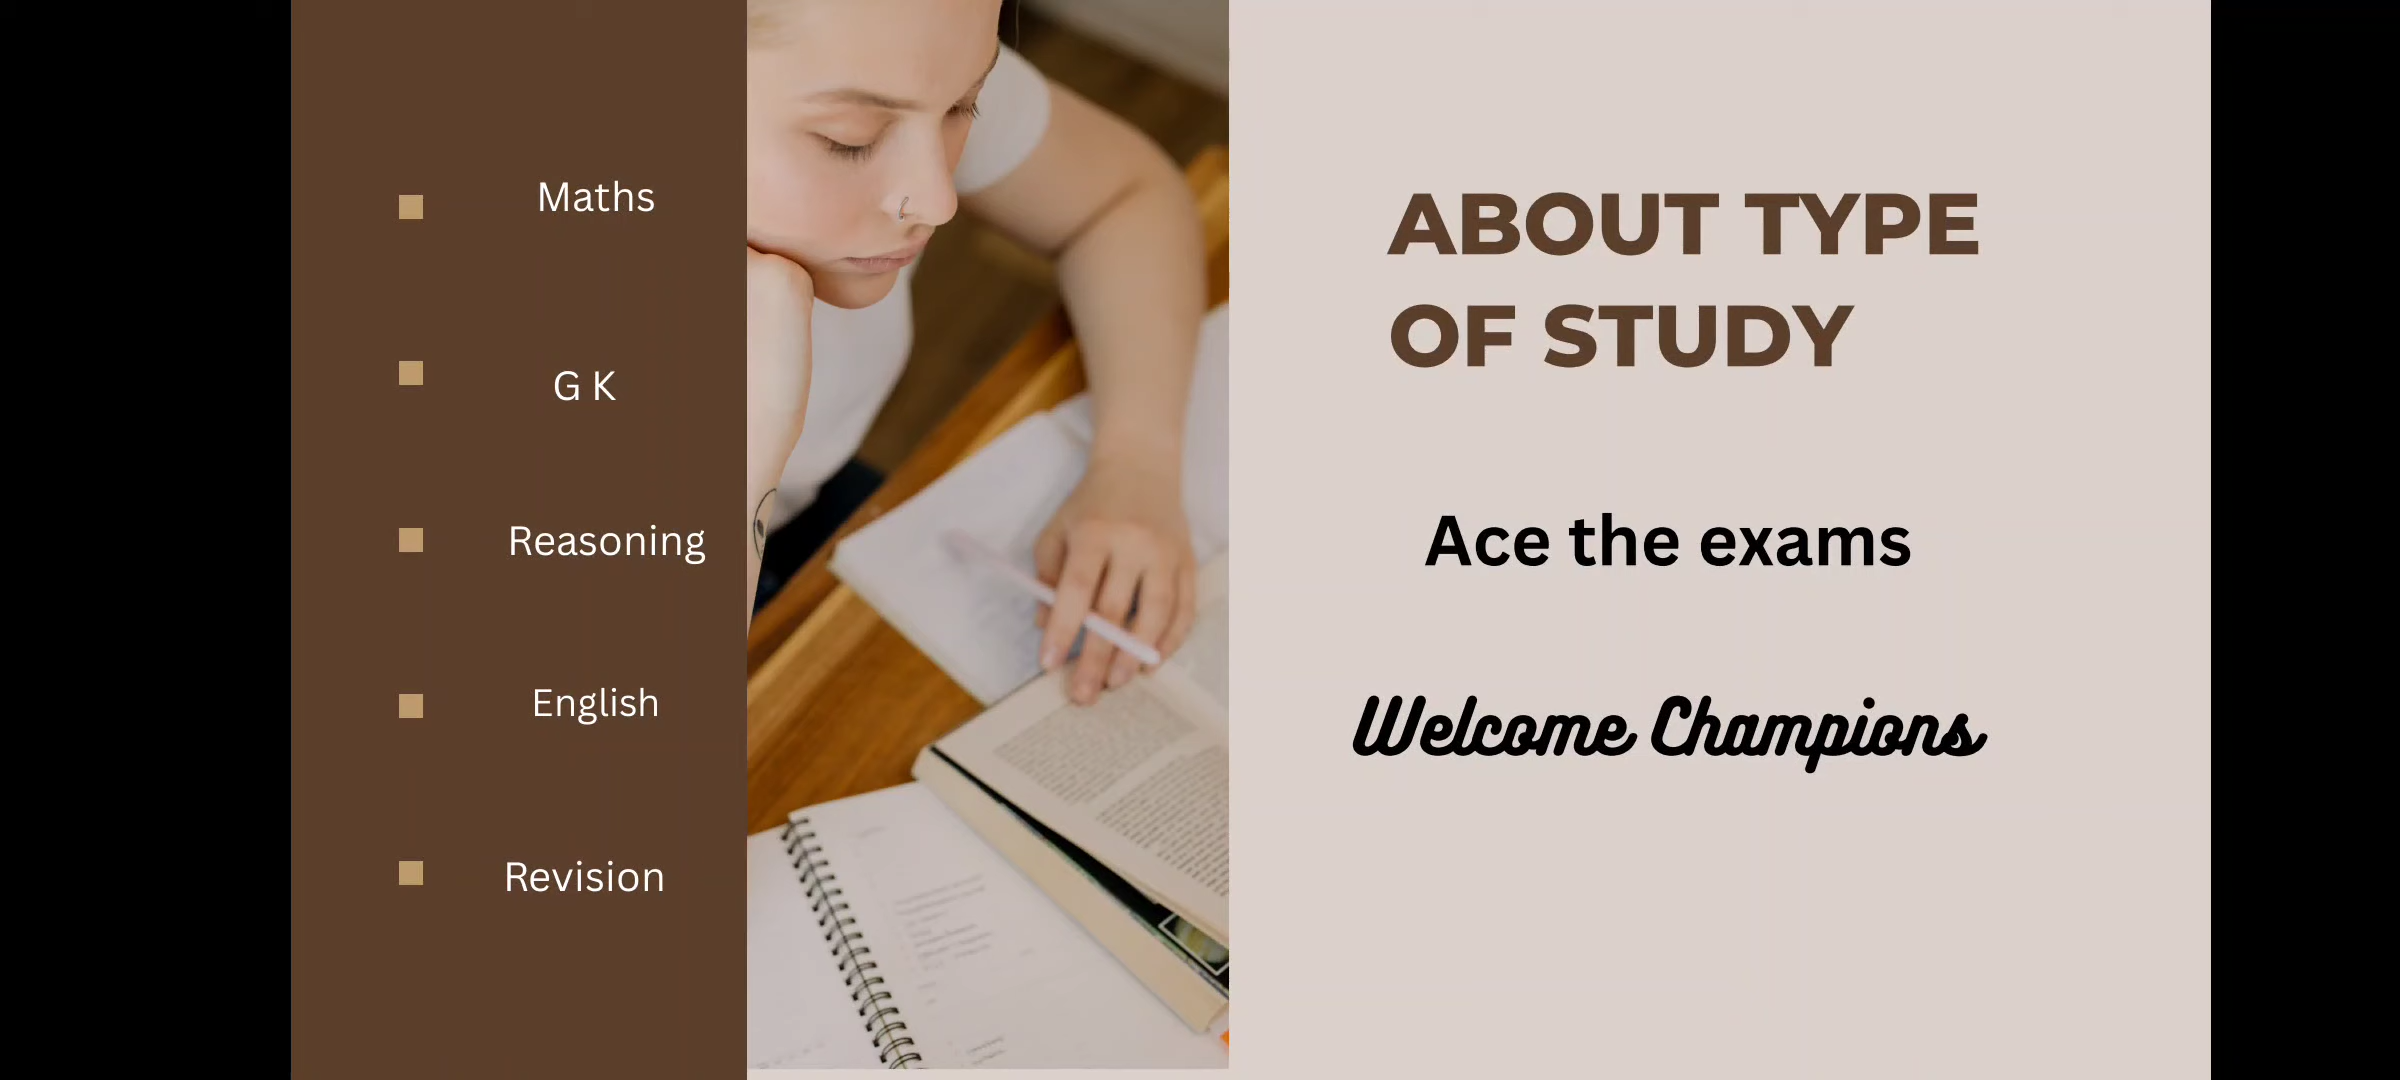 Maths
G K
Reasoning
English
Revision
ABOUT TYPE
OF STUDY
Ace the exams
Welcome Champions